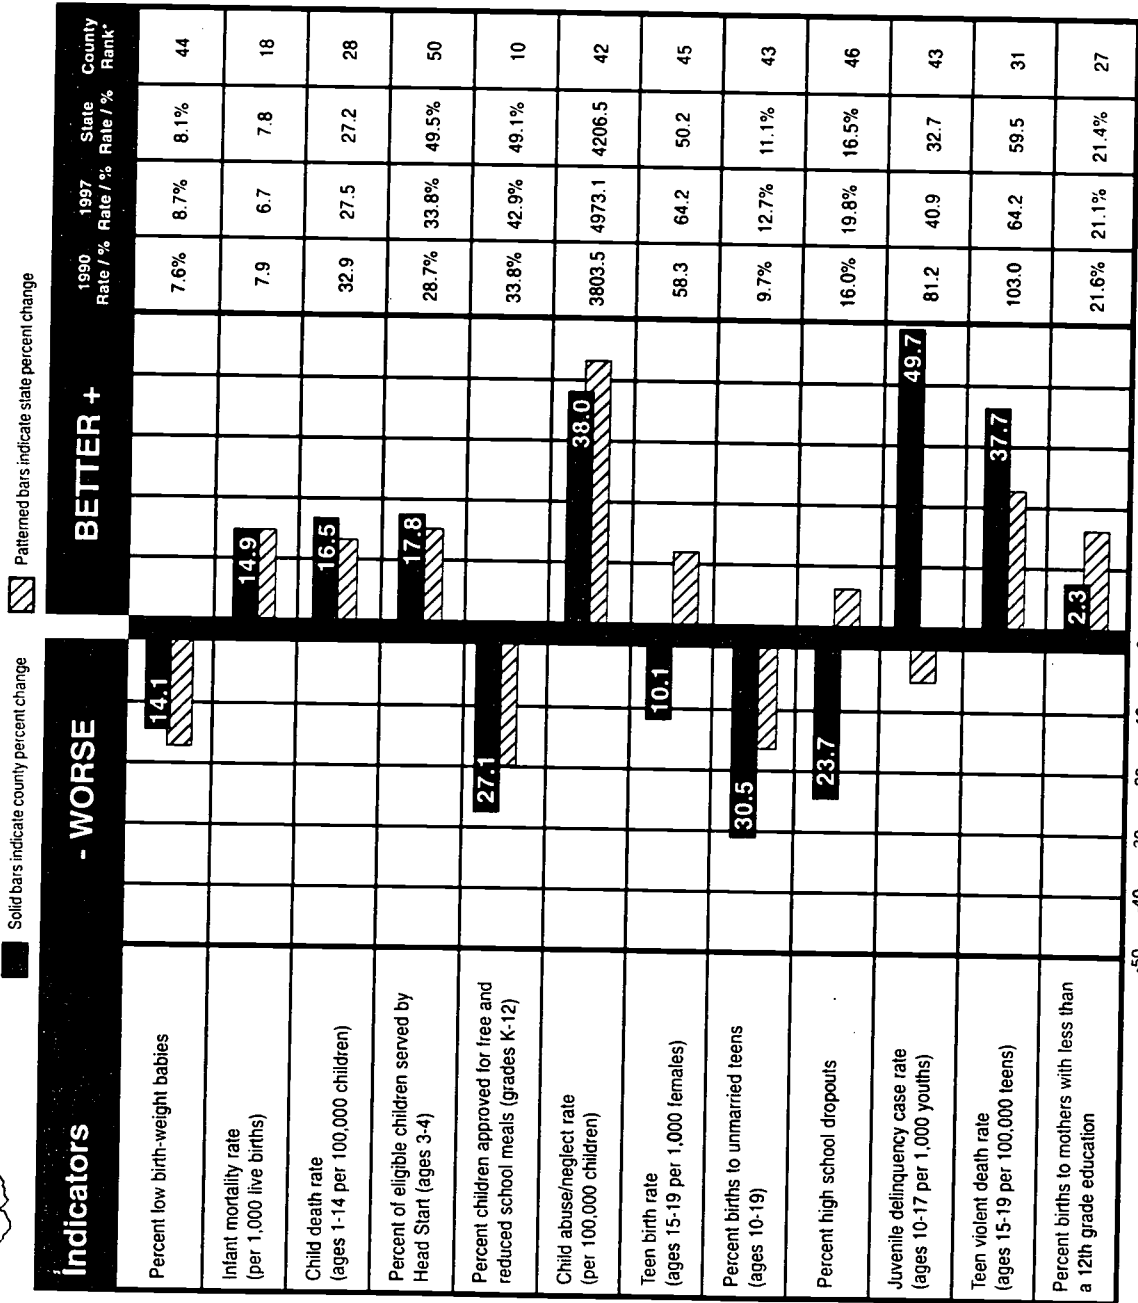 Solid bars indicate county percent change
Patterned bars indicate state percent change
Indicators
- WORSE
BETTER +
1990
Rate / %
1997
Rate / %
State
Rate / %
County
Rank*
Percent low birth-weight babies
14.1
7.6%
8.7%
8.1%
44
Infant mortality rate
(per 1,000 live births)
14.9
7.9
6.7
7.8
18
Child death rate
(ages 1-14 per 100,000 children)
16.5
32.9
27.5
27.2
28
Percent of eligible children served by
Head Start (ages 3-4)
17.8
28.7%
33.8%
49.5%
50
Percent children approved for free and
reduced school meals (grades K-12)
27.1
33.8%
42.9%
49.1%
10
Child abuse/neglect rate
(per 100,000 children)
38.0
3803.5
4973.1
4206.5
42
Teen birth rate
(ages 15-19 per 1,000 females)
10.1
58.3
64.2
50.2
45
Percent births to unmarried teens
(ages 10-19)
30.5
9.7%
12.7%
11.1%
43
Percent high school dropouts
23.7
16.0%
19.8%
16.5%
46
Juvenile delinquency case rate
(ages 10-17 per 1,000 youths)
49.7
81.2
40.9
32.7
43
Teen violent death rate
(ages 15-19 per 100,000 teens)
37.7
103.0
64.2
59.5
31
Percent births to mothers with less than
a 12th grade education
2.3
21.6%
21.1%
21.4%
27